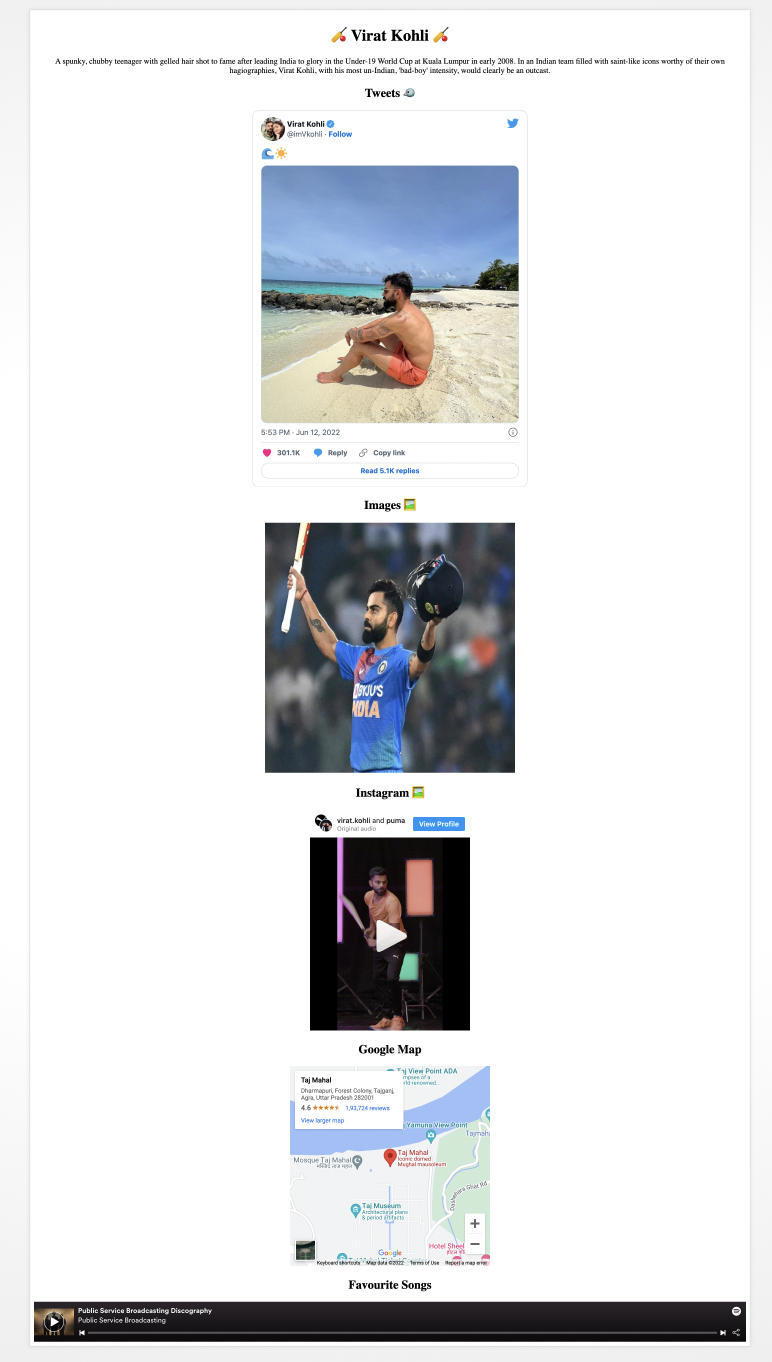 🏏 Virat Kohli 🏏
A spunky, chubby teenager with gelled hair shot to fame after leading India to glory in the Under-19 World Cup at Kuala Lumpur in early 2008. In an Indian team filled with saint-like icons worthy of their own
hagiographies, Virat Kohli, with his most un-Indian, 'bad-boy' intensity, would clearly be an outcast.
Tweets
Virat Kohli
@imVkohli · Follow
🌊☀️
5:53 PM · Jun 12, 2022
301.1K Reply Copy link
Read 5.1K replies
Images 🖼️
BYJU'S
Instagram 🖼️
virat.kohli and puma
Original audio
View Profile
Google Map
Taj Mahal
Dharmapuri, Forest Colony, Tajganj,
Agra, Uttar Pradesh 282001
4.6 ★★★★★ 1,93,724 reviews
View larger map
Taj View Point ADA
mpses of a
rld renowned...
Yamuna View Point
Tajmaha
Taj Mahal
Iconic domed
Mughal mausoleum
Mosque Taj Mahal
मस्जिद ताज महल
Dashehara Ghat Rd
Taj Museum
Architectural plans
& period artifacts
+
−
Hotel Shee
Google
Keyboard shortcuts Map data ©2022 Terms of Use Report a map error
Favourite Songs
Public Service Broadcasting Discography
Public Service Broadcasting